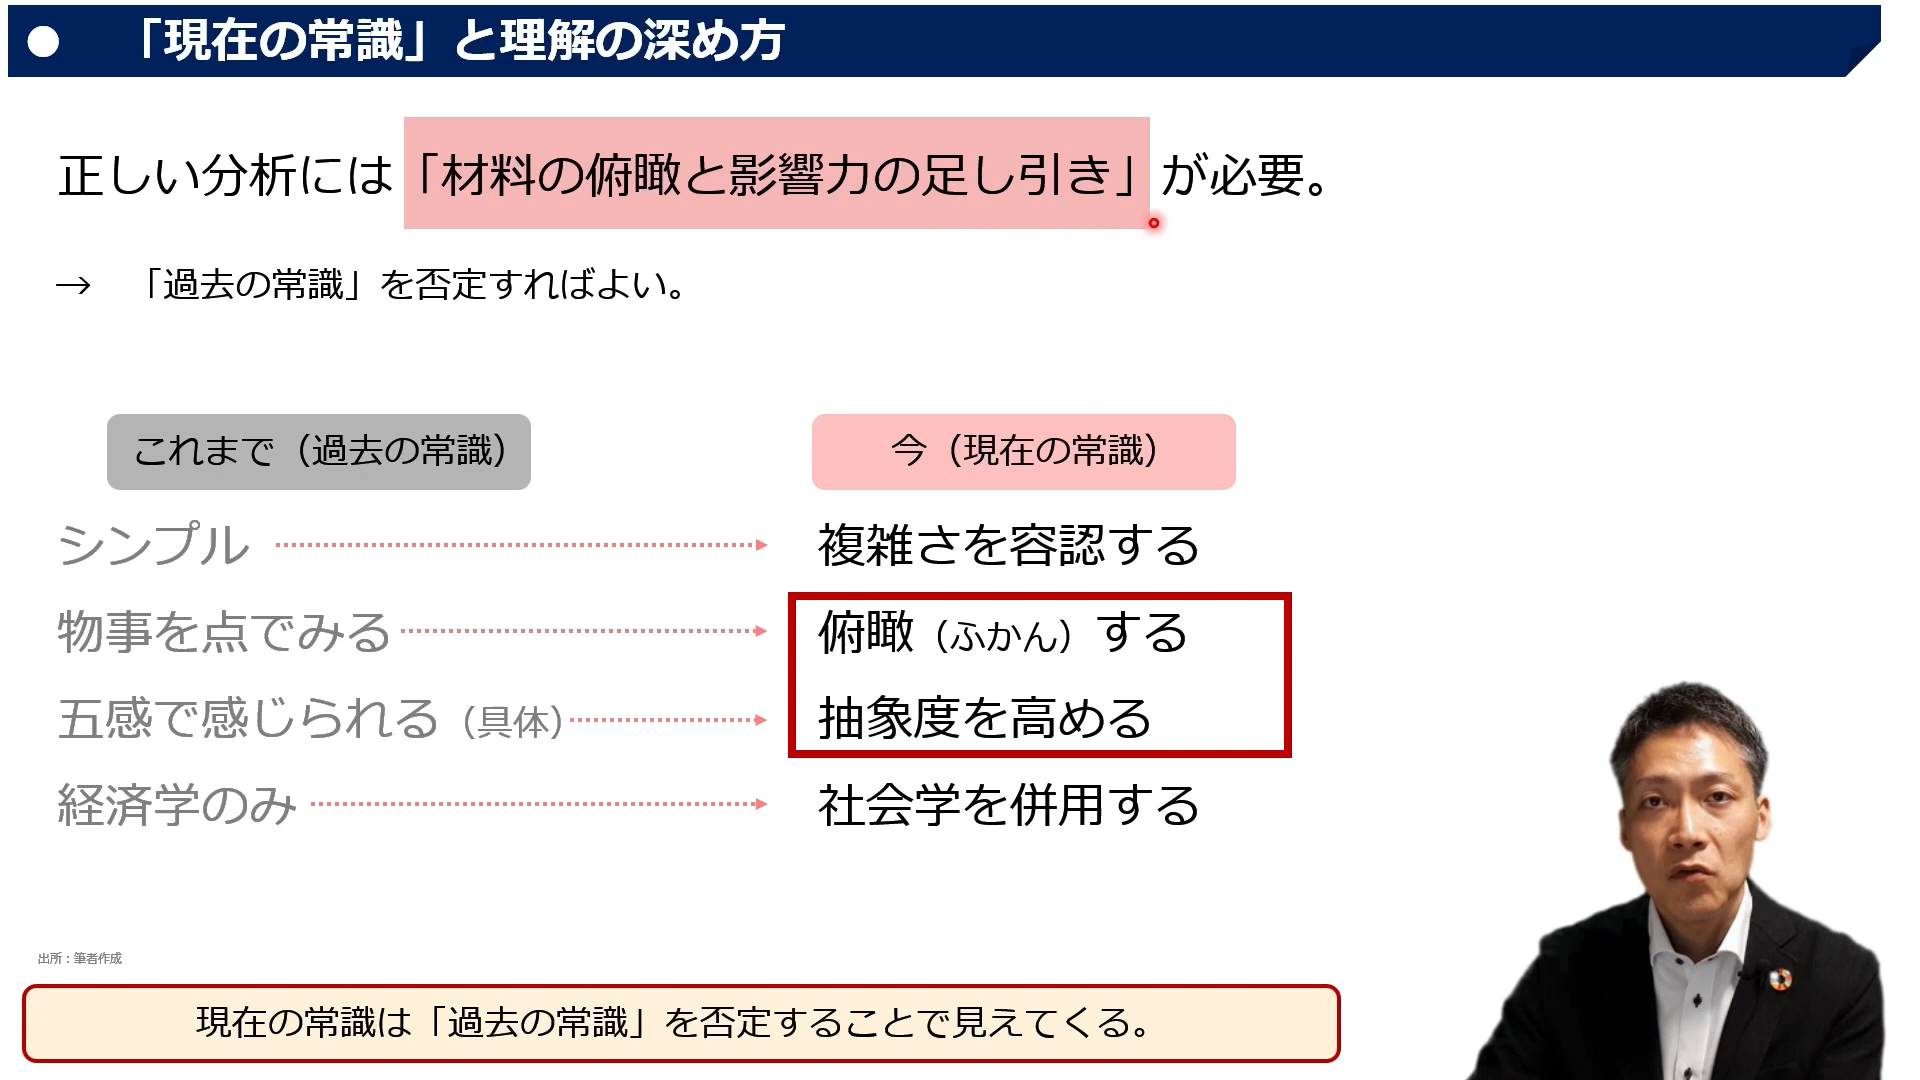 「現在の常識」と理解の深め方
正しい分析には「材料の俯瞰と影響力の足し引き」が必要。
→ 「過去の常識」を否定すればよい。
これまで（過去の常識） 今（現在の常識）
シンプル 複雑さを容認する
物事を点でみる 俯瞰（ふかん）する
五感で感じられる（具体） 抽象度を高める
経済学のみ 社会学を併用する
出所：筆者作成
現在の常識は「過去の常識」を否定することで見えてくる。